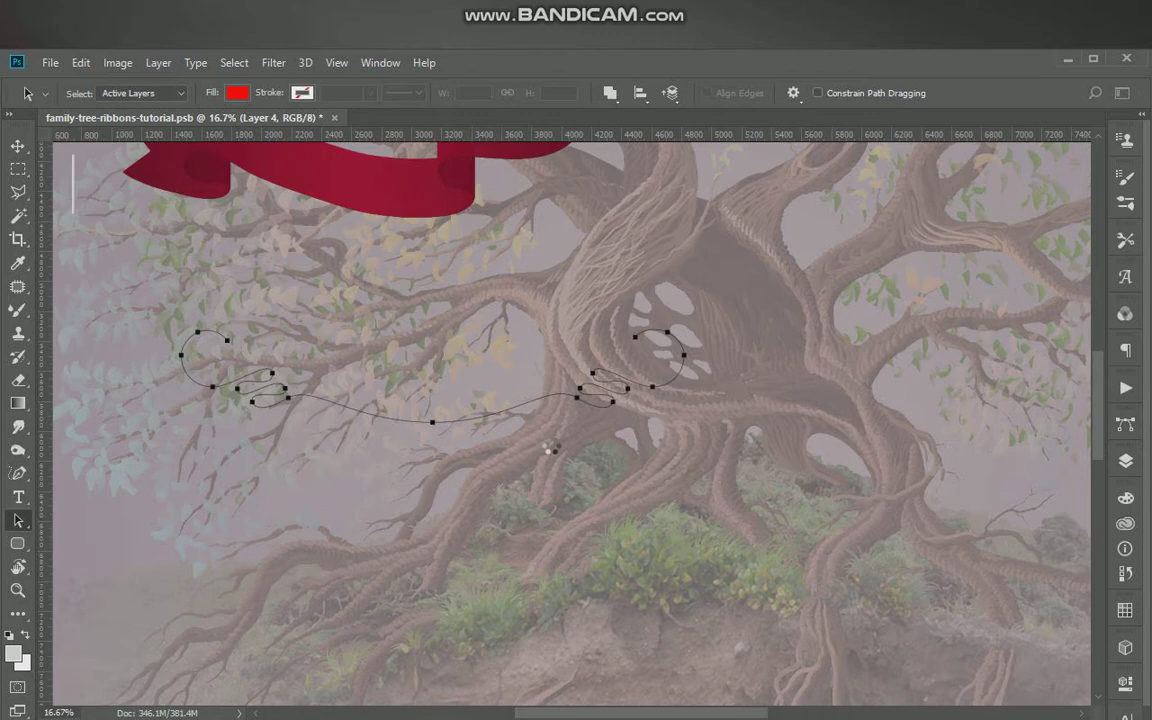 www.BANDICAM.com
Ps File Edit Image Layer Type Select Filter 3D View Window Help
Select: Active Layers Fill: Stroke: W: H: Align Edges Constrain Path Dragging
family-tree-ribbons-tutorial.psb @ 16.7% (Layer 4, RGB/8) *
600 800 1000 1200 1400 1600 1800 2000 2200 2400 2600 2800 3000 3200 3400 3600 3800 4000 4200 4400 4600 4800 5000 5200 5400 5600 5800 6000 6200 6400 6600 6800 7000 7200 740
16.67% Doc: 346.1M/381.4M